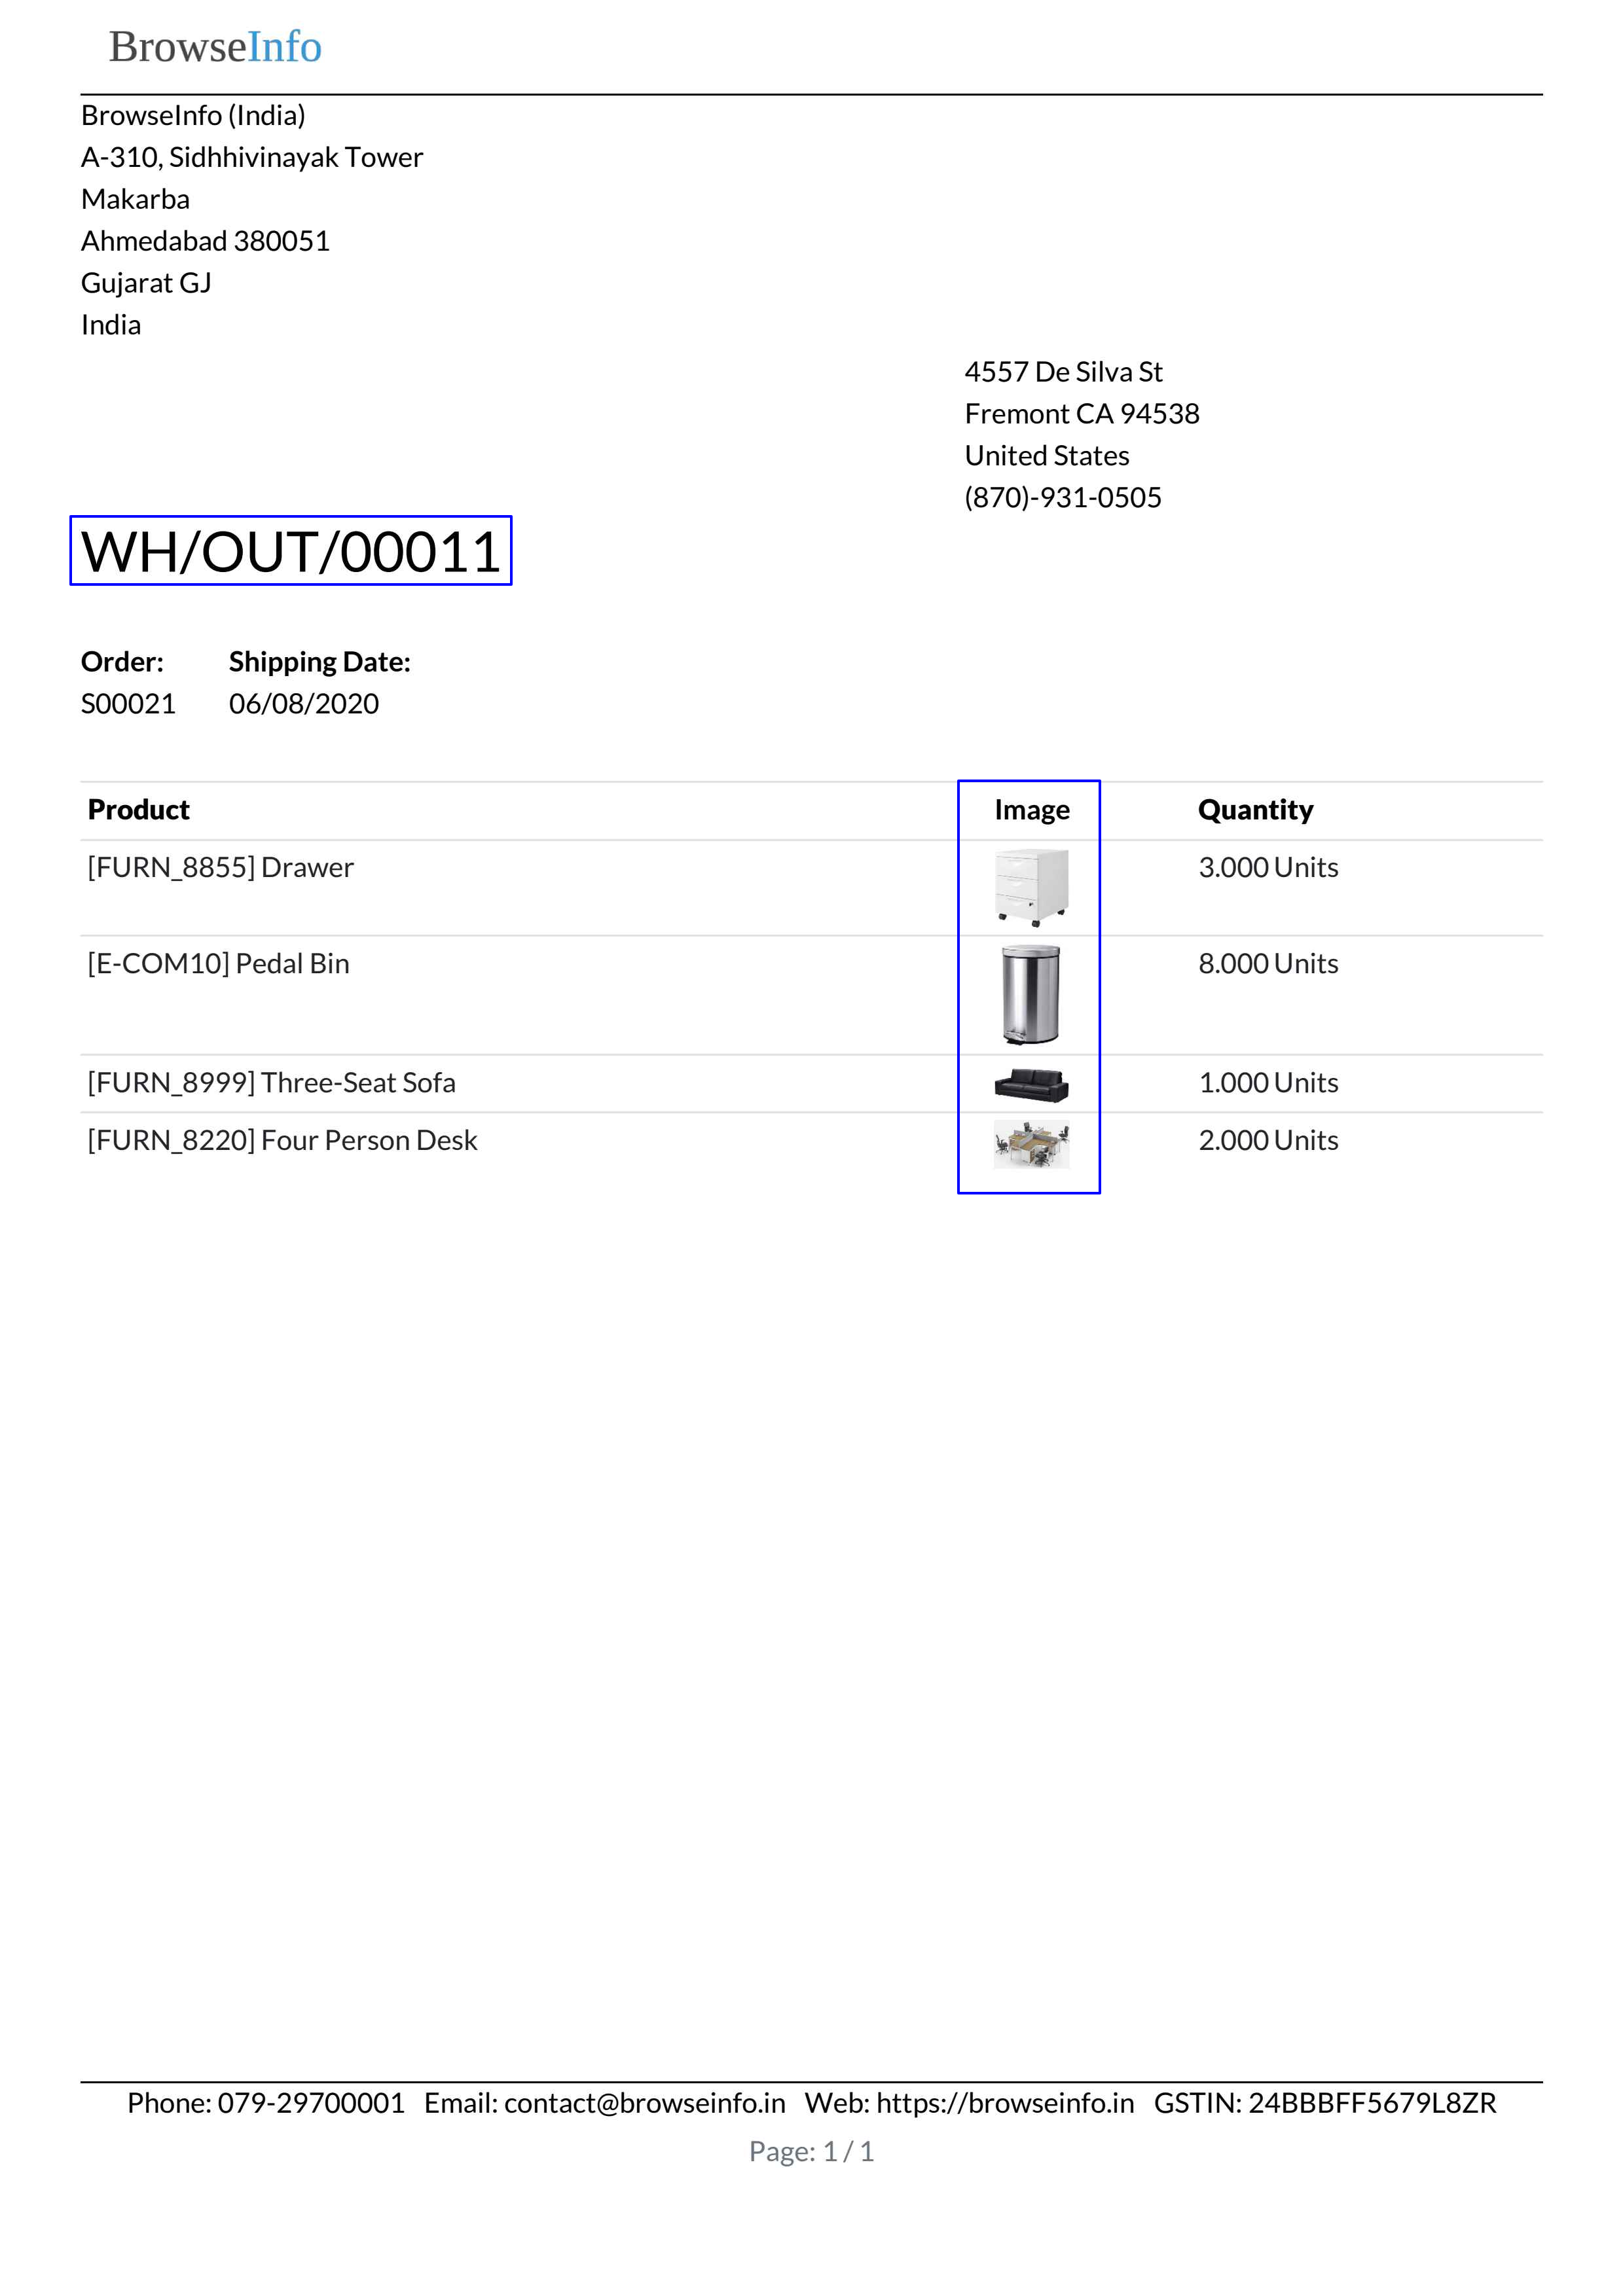 BrowseInfo
BrowseInfo (India)
A-310, Sidhhivinayak Tower
Makarba
Ahmedabad 380051
Gujarat GJ
India
4557 De Silva St
Fremont CA 94538
United States
(870)-931-0505
WH/OUT/00011
Order: Shipping Date:
S00021 06/08/2020
Product Image Quantity
[FURN_8855] Drawer 3.000 Units
[E-COM10] Pedal Bin 8.000 Units
[FURN_8999] Three-Seat Sofa 1.000 Units
[FURN_8220] Four Person Desk 2.000 Units
Phone: 079-29700001 Email: contact@browseinfo.in Web: https://browseinfo.in GSTIN: 24BBBFF5679L8ZR
Page: 1 / 1